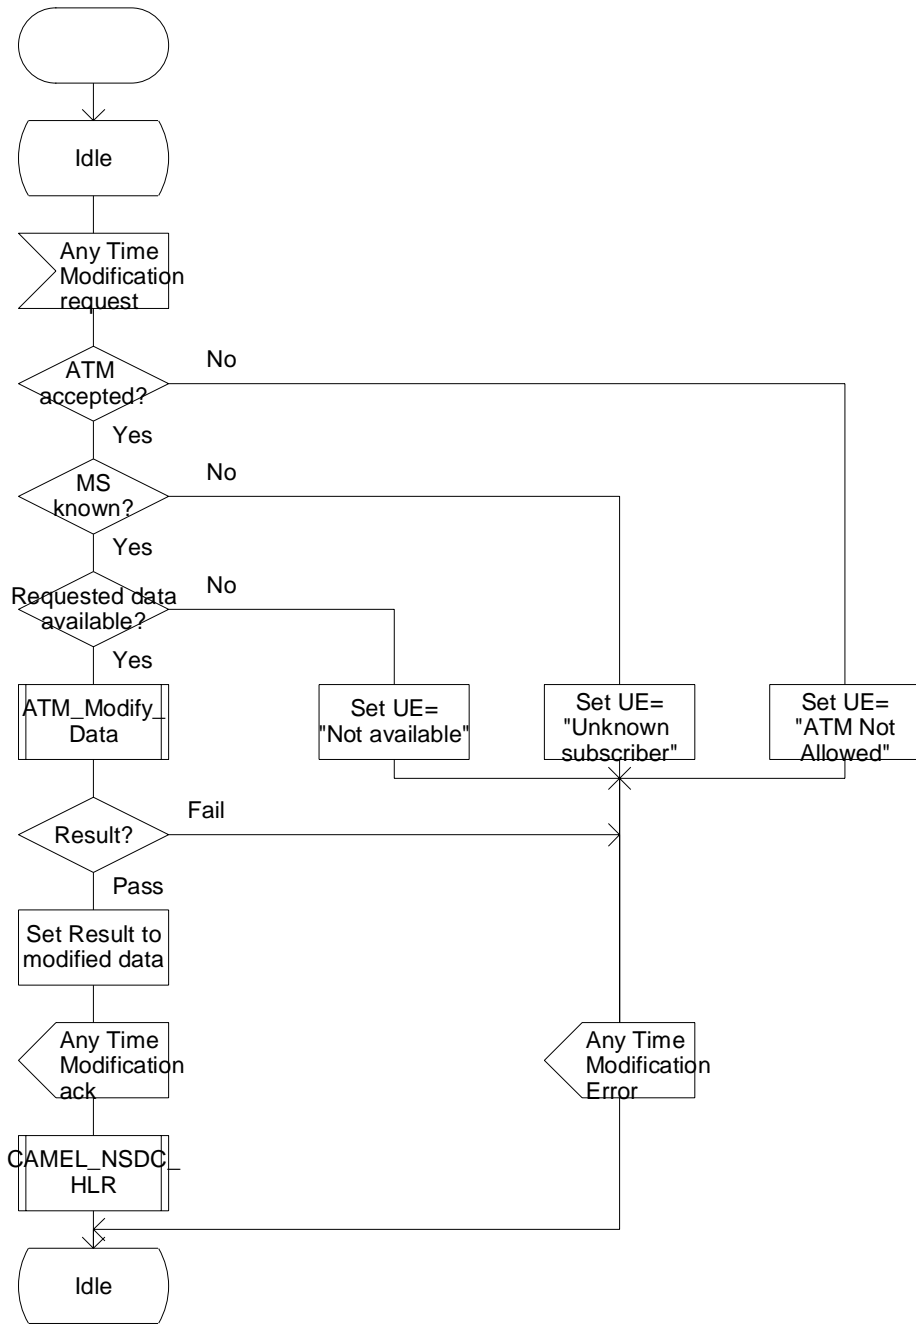 Idle
Any Time
Modification
request
ATM
accepted?
No
Yes
MS
known?
No
Yes
Requested data
available?
No
Yes
ATM_Modify_
Data
Set UE=
"Not available"
Set UE=
"Unknown
subscriber"
Set UE=
"ATM Not
Allowed"
Result?
Fail
Pass
Set Result to
modified data
Any Time
Modification
ack
Any Time
Modification
Error
CAMEL_NSDC_
HLR
Idle